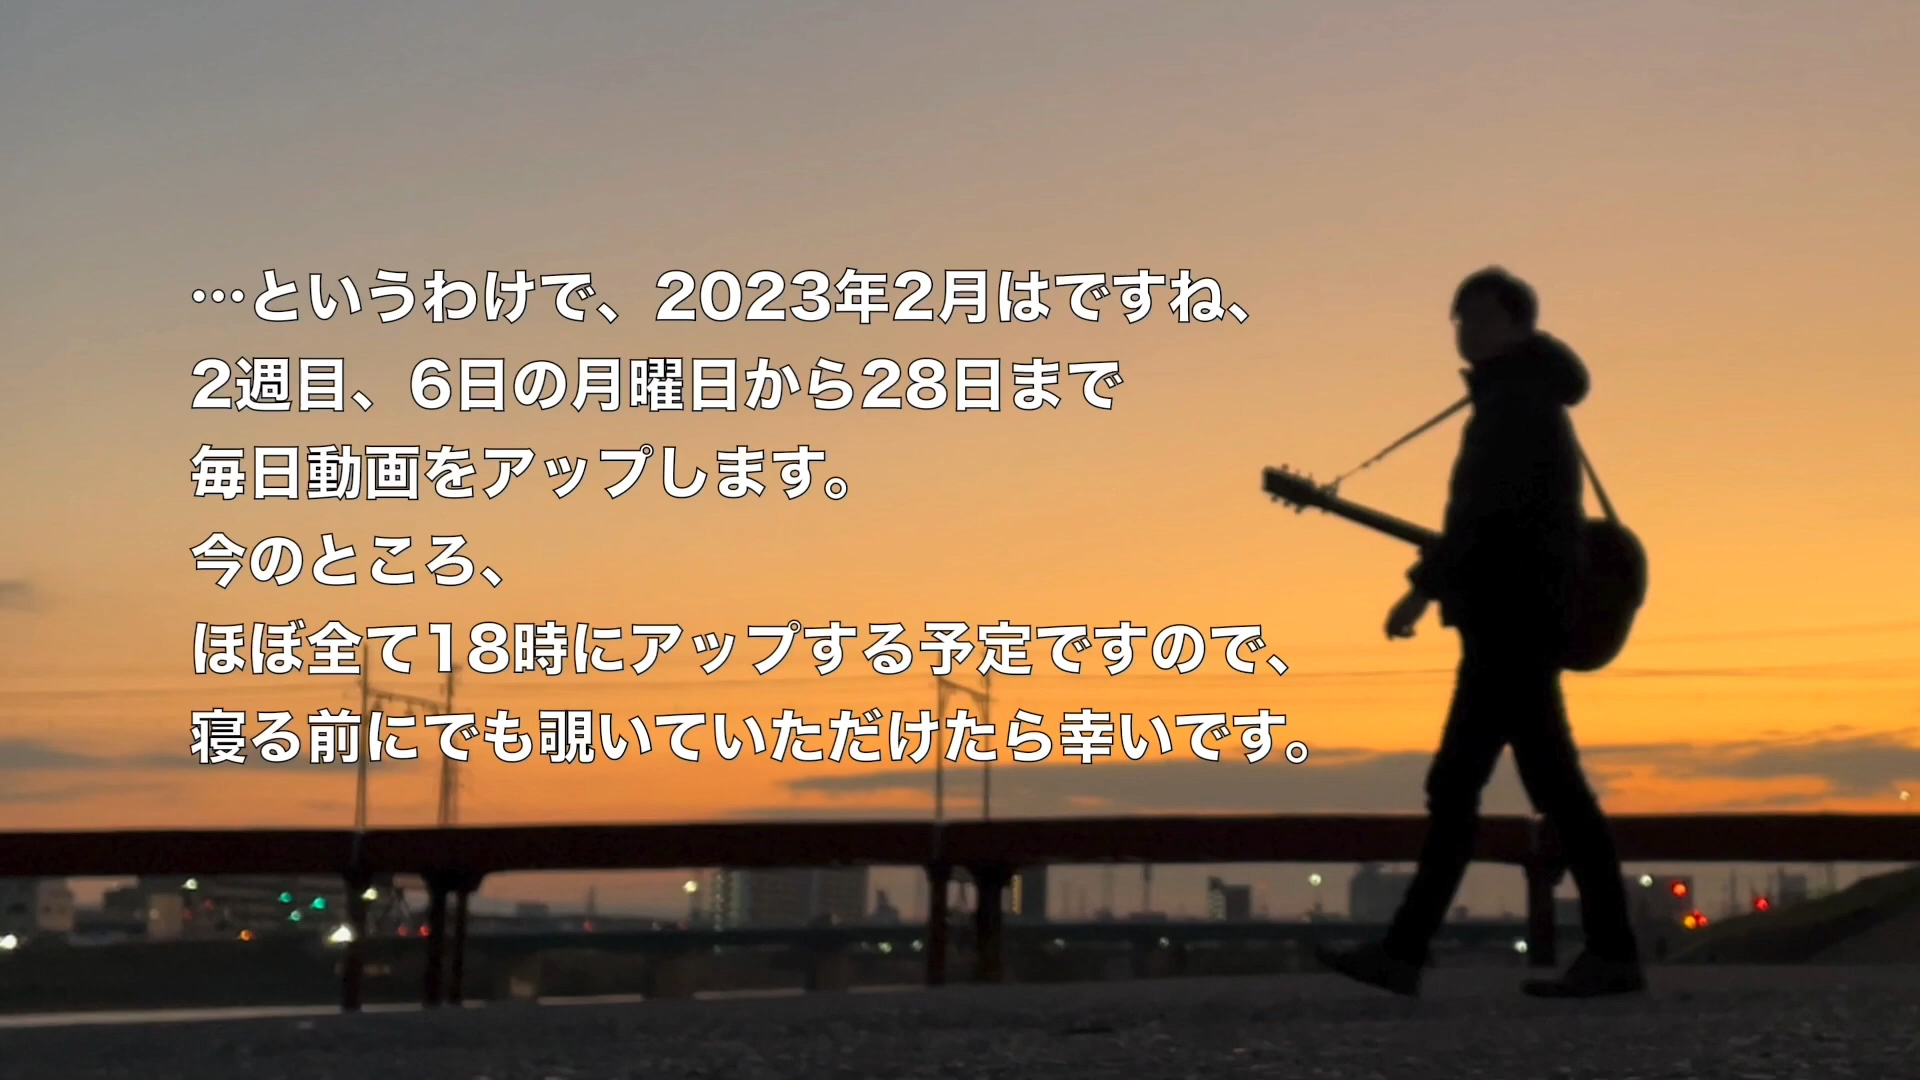 …というわけで、2023年2月はですね、
2週目、6日の月曜日から28日まで
毎日動画をアップします。
今のところ、
ほぼ全て18時にアップする予定ですので、
寝る前にでも覗いていただけたら幸いです。